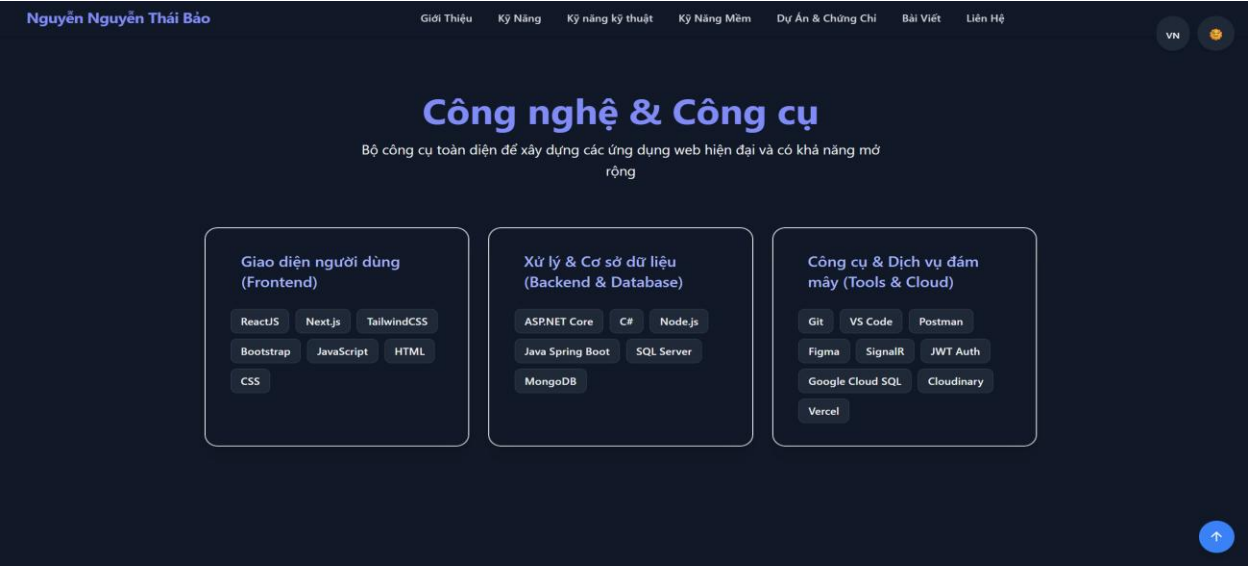 Nguyễn Nguyễn Thái Bảo
Giới Thiệu Kỹ Năng Kỹ năng kỹ thuật Kỹ Năng Mềm Dự Án & Chứng Chỉ Bài Viết Liên Hệ
VN
Công nghệ & Công cụ
Bộ công cụ toàn diện để xây dựng các ứng dụng web hiện đại và có khả năng mở
rộng
Giao diện người dùng
(Frontend)
ReactJS Next.js TailwindCSS
Bootstrap JavaScript HTML
CSS
Xử lý & Cơ sở dữ liệu
(Backend & Database)
ASP.NET Core C# Node.js
Java Spring Boot SQL Server
MongoDB
Công cụ & Dịch vụ đám
mây (Tools & Cloud)
Git VS Code Postman
Figma SignalR JWT Auth
Google Cloud SQL Cloudinary
Vercel